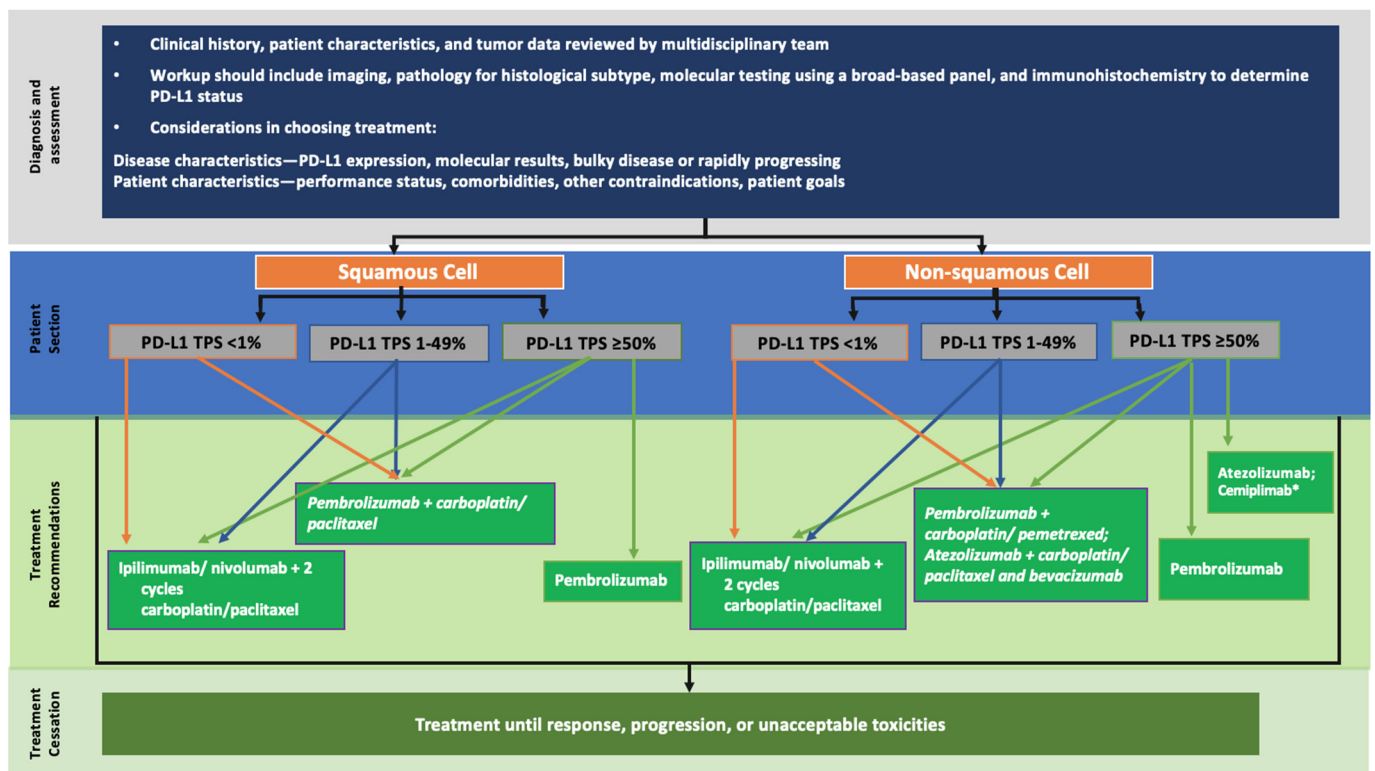 Diagnosis and
assessment
• Clinical history, patient characteristics, and tumor data reviewed by multidisciplinary team
• Workup should include imaging, pathology for histological subtype, molecular testing using a broad-based panel, and immunohistochemistry to determine
PD-L1 status
• Considerations in choosing treatment:
Disease characteristics—PD-L1 expression, molecular results, bulky disease or rapidly progressing
Patient characteristics—performance status, comorbidities, other contraindications, patient goals
Patient
Section
Squamous Cell
Non-squamous Cell
PD-L1 TPS <1%
PD-L1 TPS 1-49%
PD-L1 TPS ≥50%
PD-L1 TPS <1%
PD-L1 TPS 1-49%
PD-L1 TPS ≥50%
Treatment
Recommendations
Ipilimumab/ nivolumab + 2
cycles
carboplatin/paclitaxel
Pembrolizumab + carboplatin/
paclitaxel
Pembrolizumab
Ipilimumab/ nivolumab +
2 cycles
carboplatin/paclitaxel
Pembrolizumab +
carboplatin/ pemetrexed;
Atezolizumab + carboplatin/
paclitaxel and bevacizumab
Atezolizumab;
Cemiplimab*
Pembrolizumab
Treatment
Cessation
Treatment until response, progression, or unacceptable toxicities